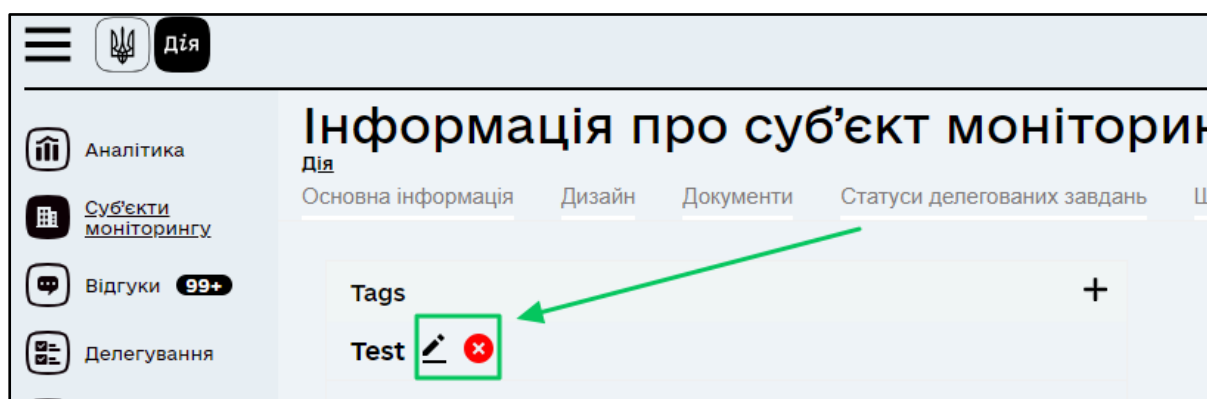 Дія
Інформація про суб’єкт монітори
Дія
Основна інформація Дизайн Документи Статуси делегованих завдань
Аналітика
Суб’єкти
моніторингу
Відгуки 99+
Делегування
Tags +
Test